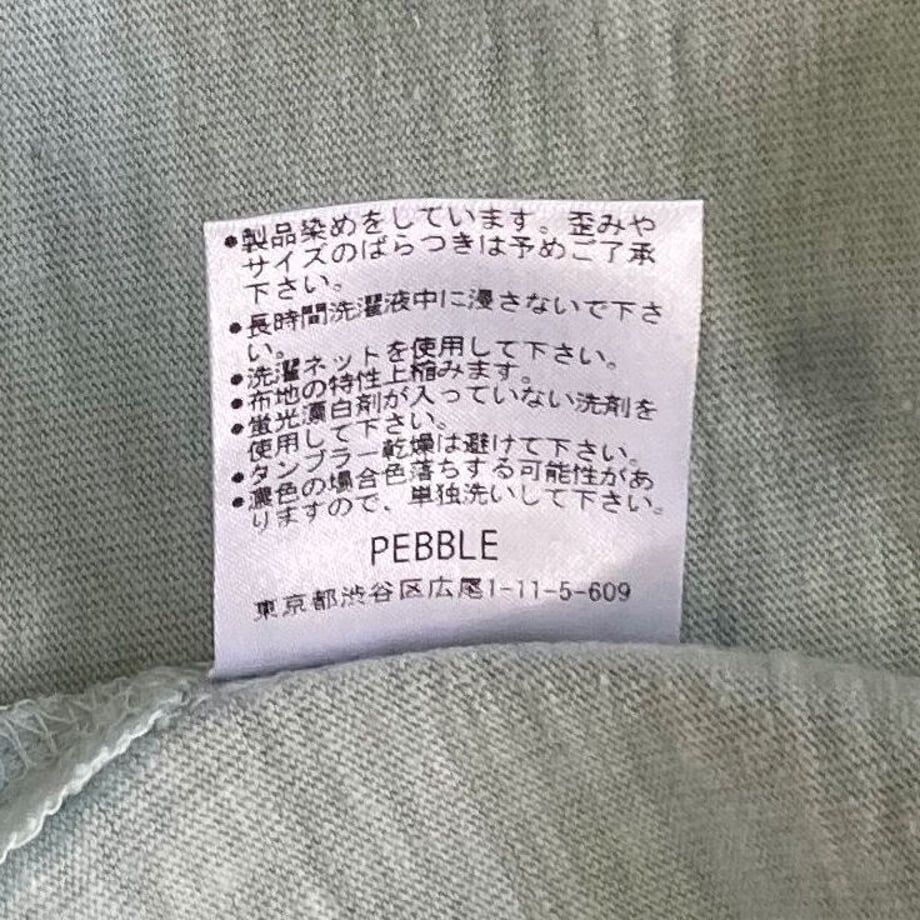 ●製品染めをしています。歪みや
サイズのばらつきは予めご了承
下さい。
●長時間洗濯液中に浸さないで下さ
い。
●洗濯ネットを使用して下さい。
●布地の特性上縮みます。
●蛍光漂白剤が入っていない洗剤を
使用して下さい。
●タンブラー乾燥は避けて下さい。
●濃色の場合色落ちする可能性があ
りますので、単独洗いして下さい。
PEBBLE
東京都渋谷区広尾1-11-5-609